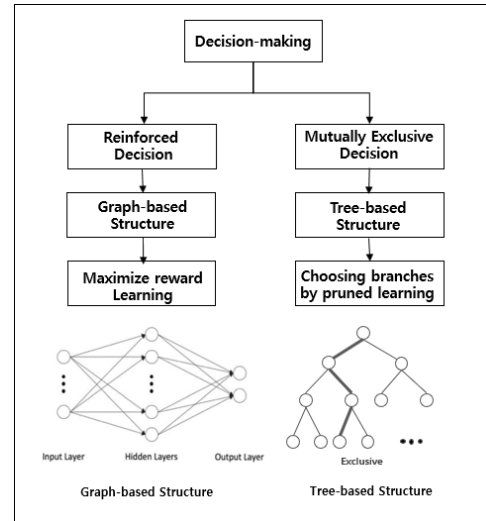 Decision-making
Reinforced
Decision
Mutually Exclusive
Decision
Graph-based
Structure
Tree-based
Structure
Maximize reward
Learning
Choosing branches
by pruned learning
Input Layer
Hidden Layers
Output Layer
Exclusive
Graph-based Structure
Tree-based Structure